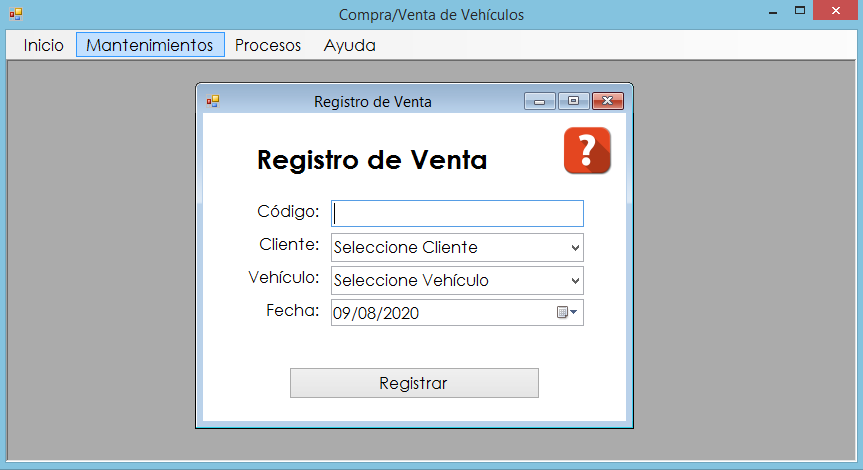 Compra/Venta de Vehículos
Inicio Mantenimientos Procesos Ayuda
Registro de Venta
Registro de Venta
?
Código:
Cliente: Seleccione Cliente
Vehículo: Seleccione Vehículo
Fecha: 09/08/2020
Registrar